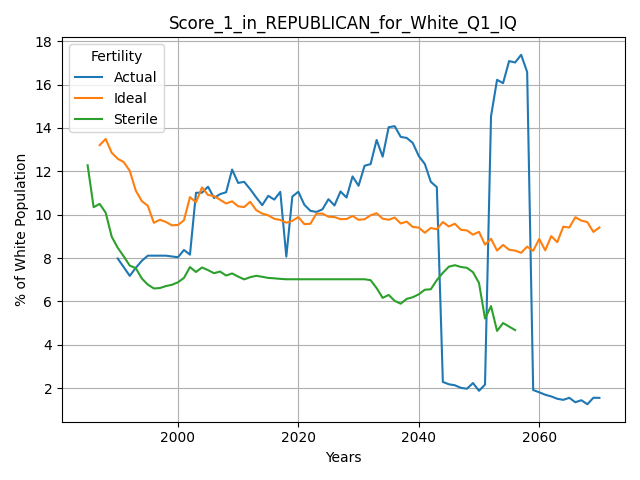 Score_1_in_REPUBLICAN_for_White_Q1_IQ
% of White Population
18
16
14
12
10
8
6
4
2
Fertility
Actual
Ideal
Sterile
2000
2020
2040
2060
Years